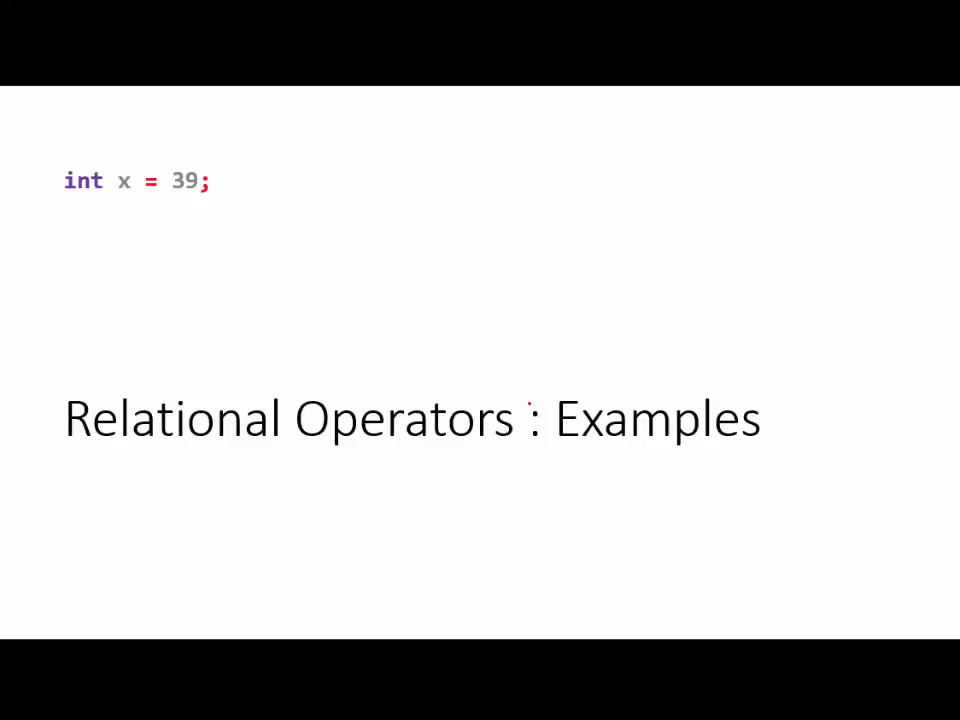 int x = 39;
Relational Operators : Examples